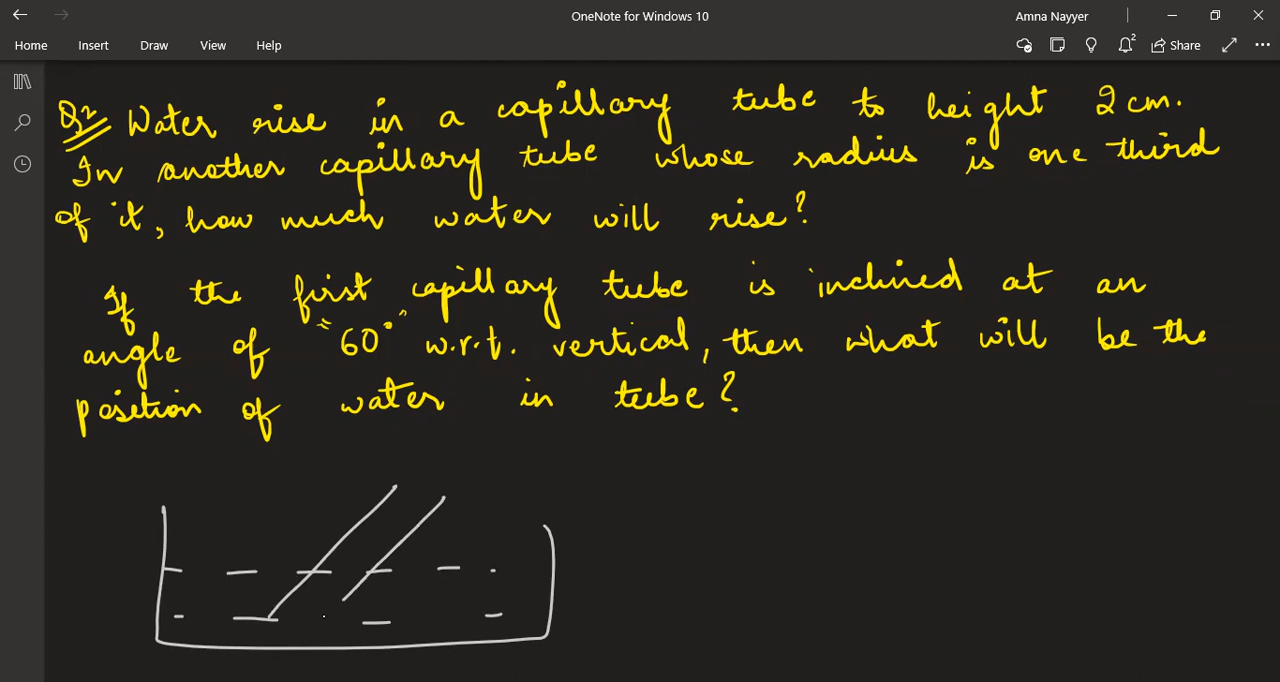 OneNote for Windows 10
Amna Nayyer
Home Insert Draw View Help
2 Share
Q2 Water rise in a capillary tube to height 2 cm.
In another capillary tube whose radius is one third
of it, how much water will rise?
If the first capillary tube is inclined at an
angle of "60°" w.r.t. vertical, then what will be the
position of water in tube?